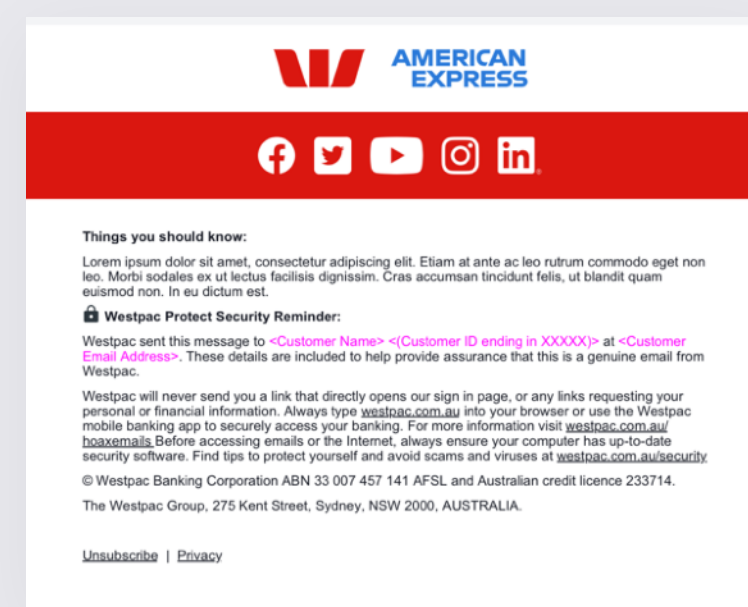 AMERICAN
EXPRESS
Things you should know:
Lorem ipsum dolor sit amet, consectetur adipiscing elit. Etiam at ante ac leo rutrum commodo eget non
leo. Morbi sodales ex ut lectus facilisis dignissim. Cras accumsan tincidunt felis, ut blandit quam
euismod non. In eu dictum est.
Westpac Protect Security Reminder:
Westpac sent this message to <Customer Name> <(Customer ID ending in XXXXX)> at <Customer
Email Address>. These details are included to help provide assurance that this is a genuine email from
Westpac.
Westpac will never send you a link that directly opens our sign in page, or any links requesting your
personal or financial information. Always type westpac.com.au into your browser or use the Westpac
mobile banking app to securely access your banking. For more information visit westpac.com.au/
hoaxemails Before accessing emails or the Internet, always ensure your computer has up-to-date
security software. Find tips to protect yourself and avoid scams and viruses at westpac.com.au/security
© Westpac Banking Corporation ABN 33 007 457 141 AFSL and Australian credit licence 233714.
The Westpac Group, 275 Kent Street, Sydney, NSW 2000, AUSTRALIA.
Unsubscribe | Privacy